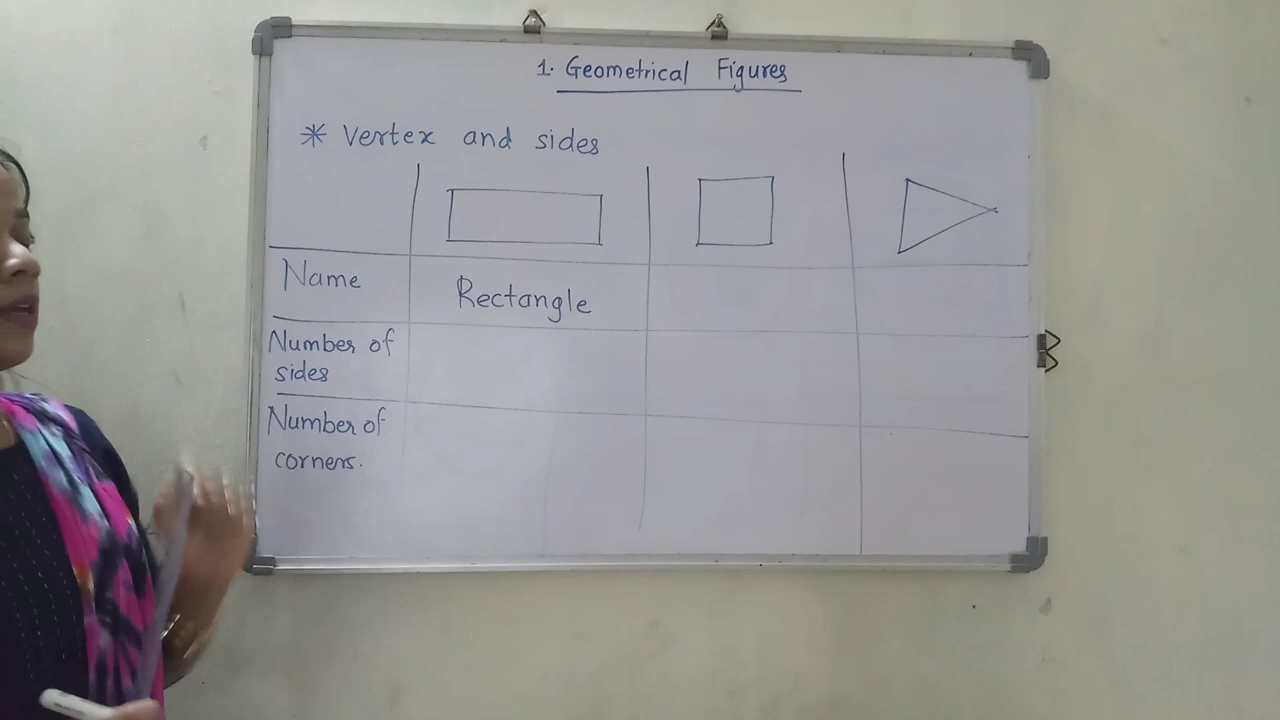 1. Geometrical Figures
* Vertex and sides
Name Rectangle
Number of
sides
Number of
corners.